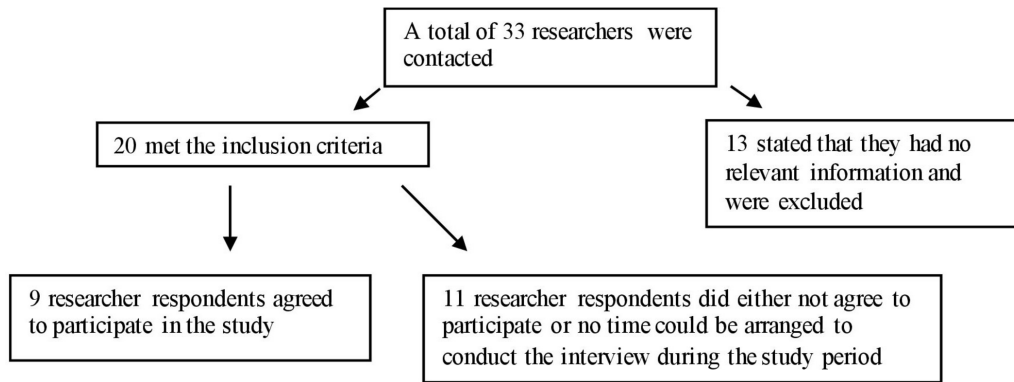 A total of 33 researchers were
contacted
20 met the inclusion criteria
13 stated that they had no
relevant information and
were excluded
9 researcher respondents agreed
to participate in the study
11 researcher respondents did either not agree to
participate or no time could be arranged to
conduct the interview during the study period